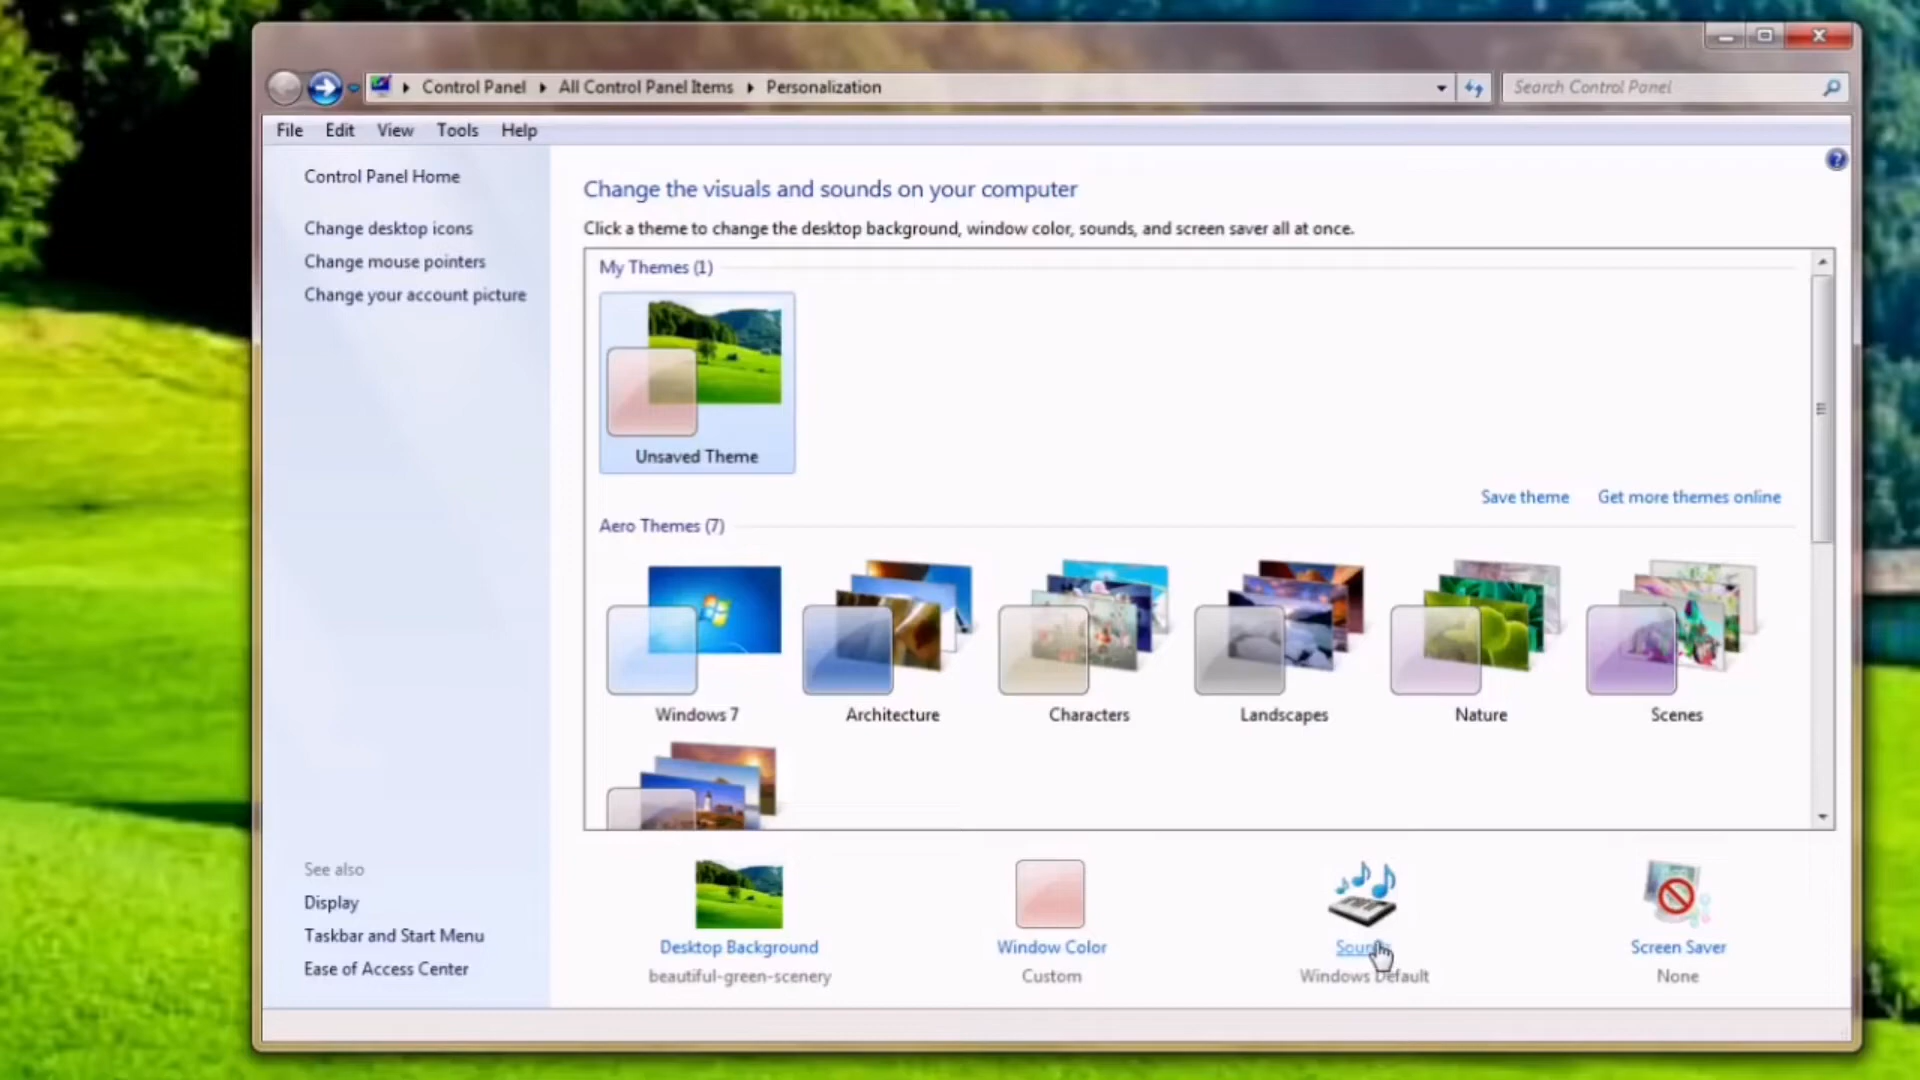 Control Panel ▸ All Control Panel Items ▸ Personalization
Search Control Panel
File Edit View Tools Help
Control Panel Home
Change desktop icons
Change mouse pointers
Change your account picture
Change the visuals and sounds on your computer
Click a theme to change the desktop background, window color, sounds, and screen saver all at once.
My Themes (1)
Unsaved Theme
Save theme Get more themes online
Aero Themes (7)
Windows 7 Architecture Characters Landscapes Nature Scenes
See also
Display
Taskbar and Start Menu
Ease of Access Center
Desktop Background Window Color Sounds Screen Saver
beautiful-green-scenery Custom Windows Default None